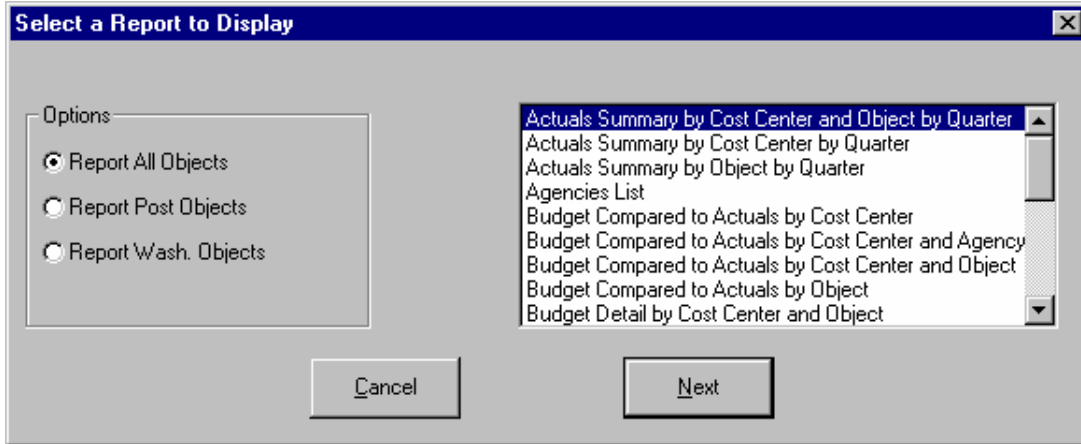 Select a Report to Display
Options
Report All Objects
Report Post Objects
Report Wash. Objects
Actuals Summary by Cost Center and Object by Quarter
Actuals Summary by Cost Center by Quarter
Actuals Summary by Object by Quarter
Agencies List
Budget Compared to Actuals by Cost Center
Budget Compared to Actuals by Cost Center and Agency
Budget Compared to Actuals by Cost Center and Object
Budget Compared to Actuals by Object
Budget Detail by Cost Center and Object
Cancel
Next